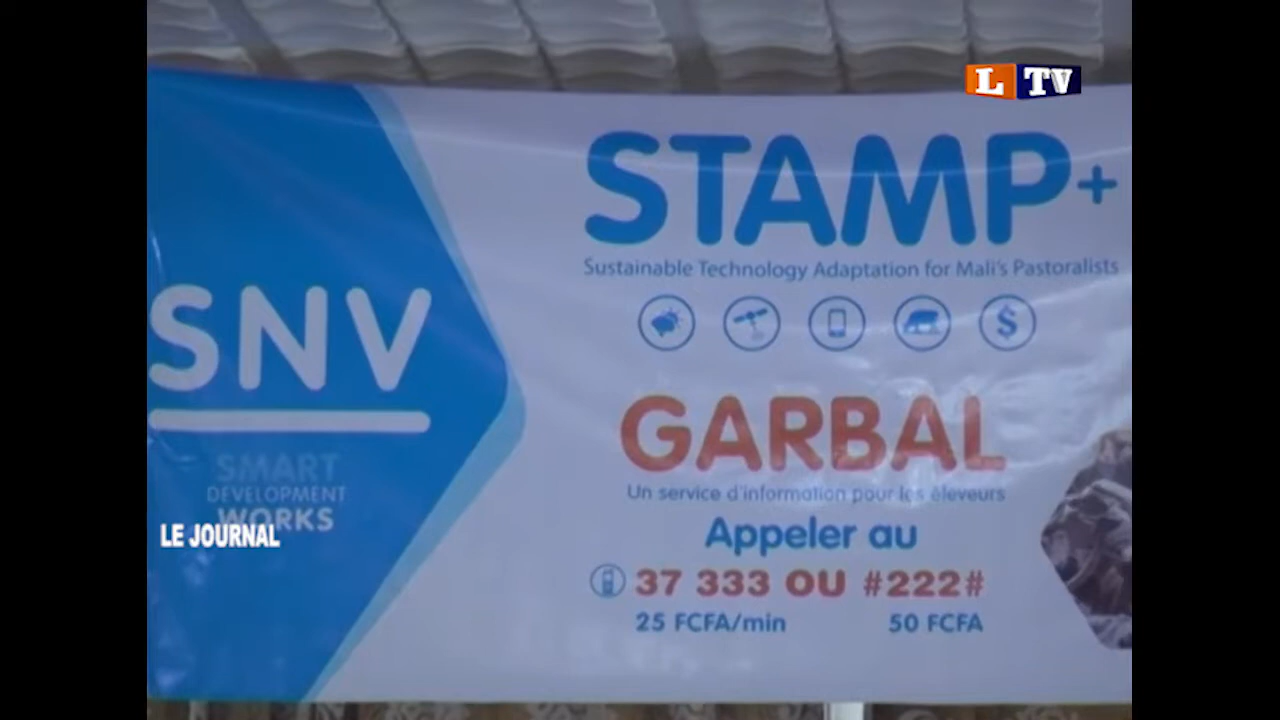 L TV
STAMP+
Sustainable Technology Adaptation for Mali's Pastoralists
$
SNV
SMART
DEVELOPMENT
WORKS
LE JOURNAL
GARBAL
Un service d'information pour les éleveurs
Appeler au
37 333 OU #222#
25 FCFA/min 50 FCFA